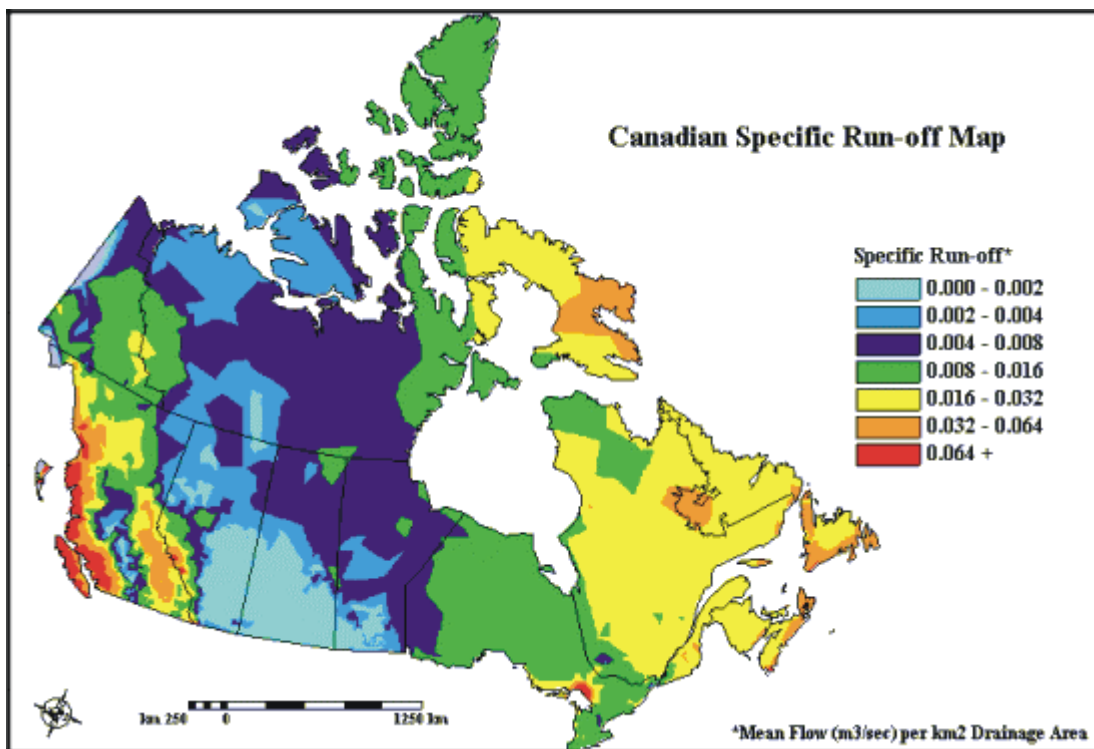 Canadian Specific Run-off Map
Specific Run-off*
0.000 - 0.002
0.002 - 0.004
0.004 - 0.008
0.008 - 0.016
0.016 - 0.032
0.032 - 0.064
0.064 +
km 250 0 1250 km
*Mean Flow (m3/sec) per km2 Drainage Area